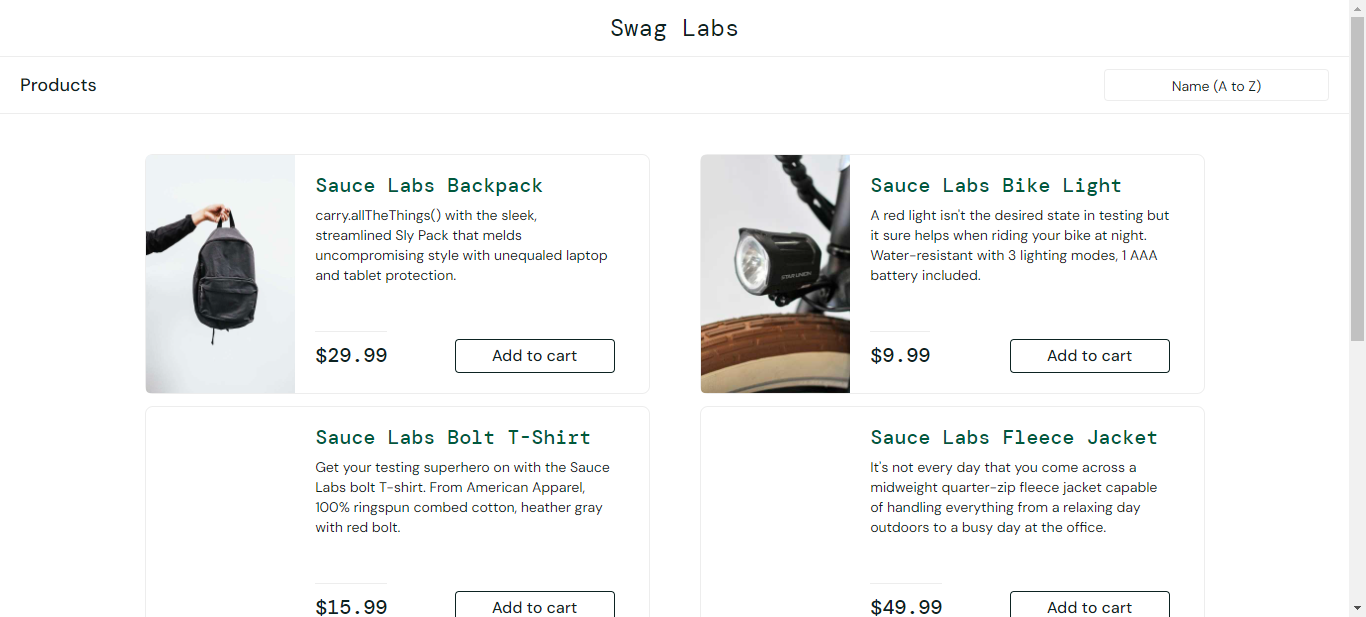 Swag Labs
Products
Name (A to Z)
Sauce Labs Backpack
carry.allTheThings() with the sleek,
streamlined Sly Pack that melds
uncompromising style with unequaled laptop
and tablet protection.
$29.99
Add to cart
Sauce Labs Bike Light
A red light isn't the desired state in testing but
it sure helps when riding your bike at night.
Water-resistant with 3 lighting modes, 1 AAA
battery included.
STAR UNION
$9.99
Add to cart
Sauce Labs Bolt T-Shirt
Get your testing superhero on with the Sauce
Labs bolt T-shirt. From American Apparel,
100% ringspun combed cotton, heather gray
with red bolt.
$15.99
Add to cart
Sauce Labs Fleece Jacket
It's not every day that you come across a
midweight quarter-zip fleece jacket capable
of handling everything from a relaxing day
outdoors to a busy day at the office.
$49.99
Add to cart